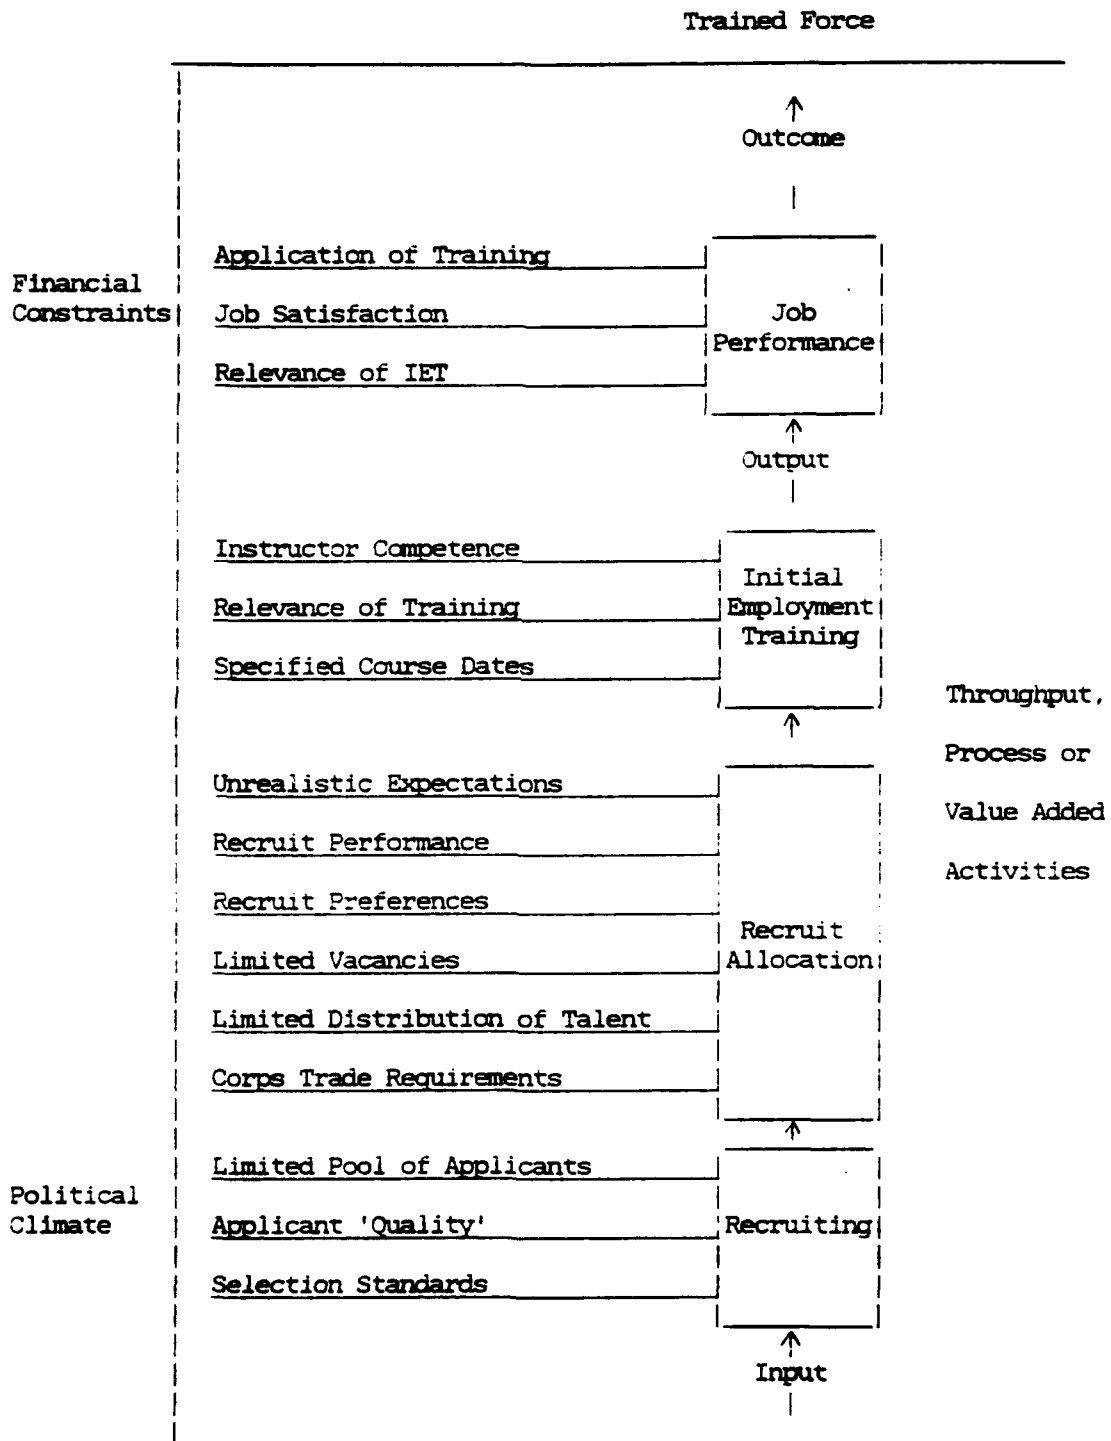 Trained Force
Outcome
Application of Training
Financial
Constraints
Job Satisfaction
Job
Performance
Relevance of IET
Output
Instructor Competence
Initial
Employment
Training
Relevance of Training
Specified Course Dates
Throughput,
Process or
Value Added
Activities
Unrealistic Expectations
Recruit Performance
Recruit Preferences
Recruit
Allocation
Limited Vacancies
Limited Distribution of Talent
Corps Trade Requirements
Limited Pool of Applicants
Political
Climate
Applicant 'Quality'
Recruiting
Selection Standards
Input